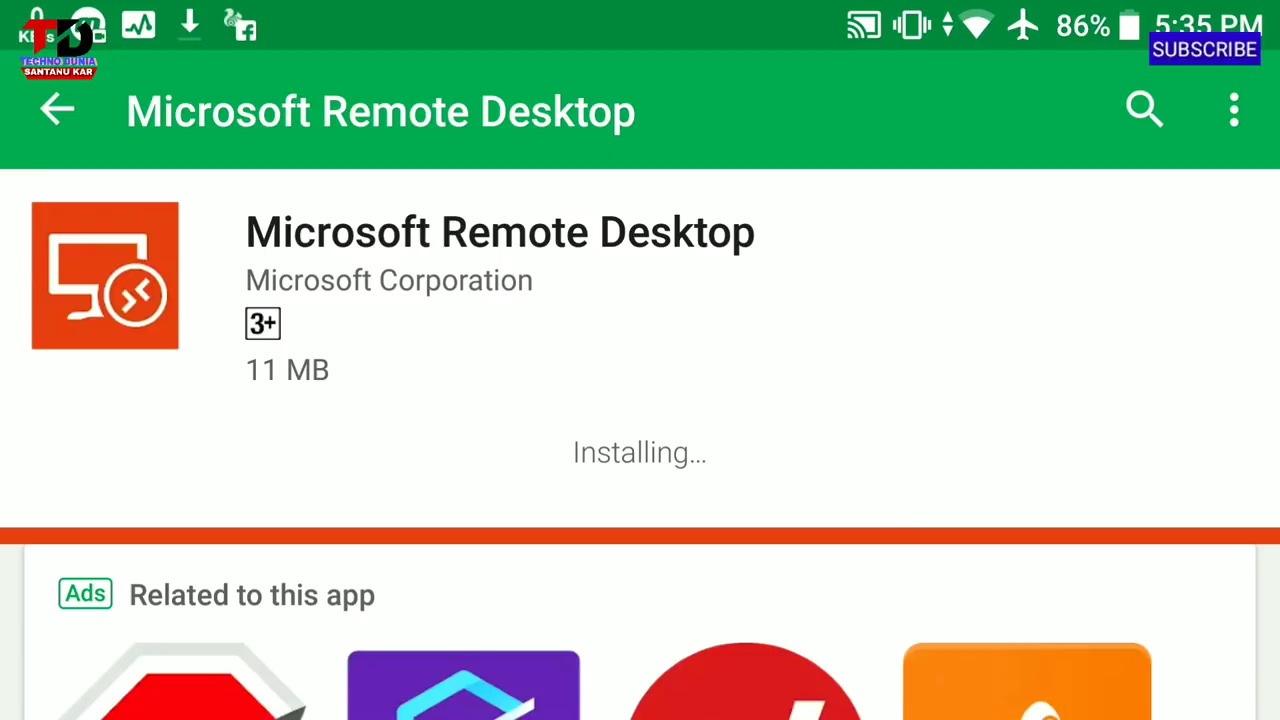 86% 5:35 PM
TD
TECHNO DUNIA
SANTANU KAR
SUBSCRIBE
Microsoft Remote Desktop
Microsoft Remote Desktop
Microsoft Corporation
3+
11 MB
Installing...
Ads Related to this app